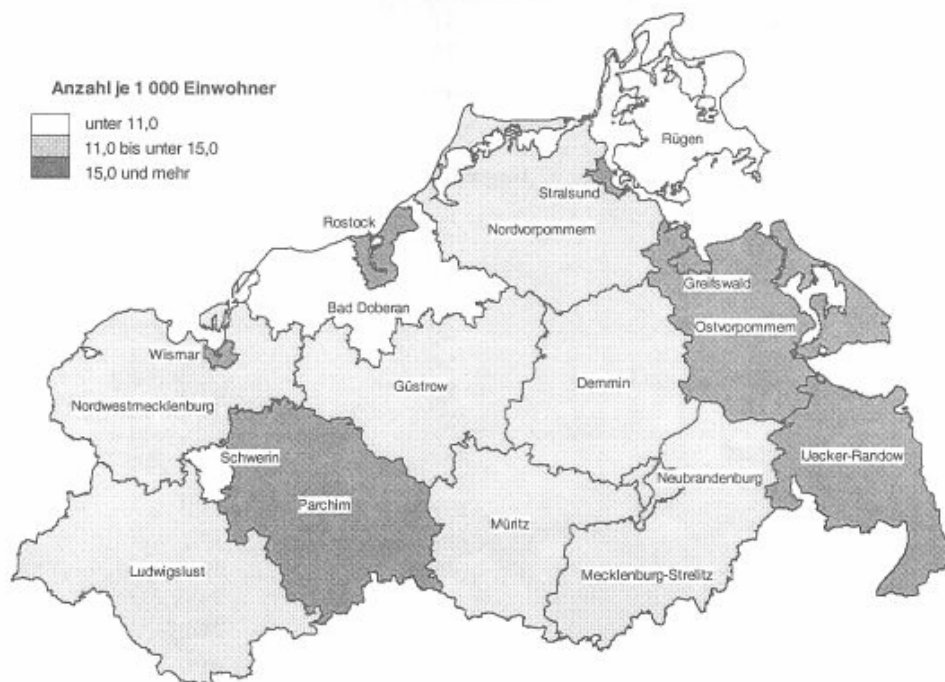 Anzahl je 1 000 Einwohner
unter 11,0
11,0 bis unter 15,0
15,0 und mehr
Rügen
Stralsund
Rostock
Nordvorpommern
Greifswald
Bad Doberan
Ostvorpommern
Wismar
Güstrow
Demmin
Nordwestmecklenburg
Schwerin
Uecker-Randow
Neubrandenburg
Parchim
Müritz
Ludwigslust
Mecklenburg-Strelitz